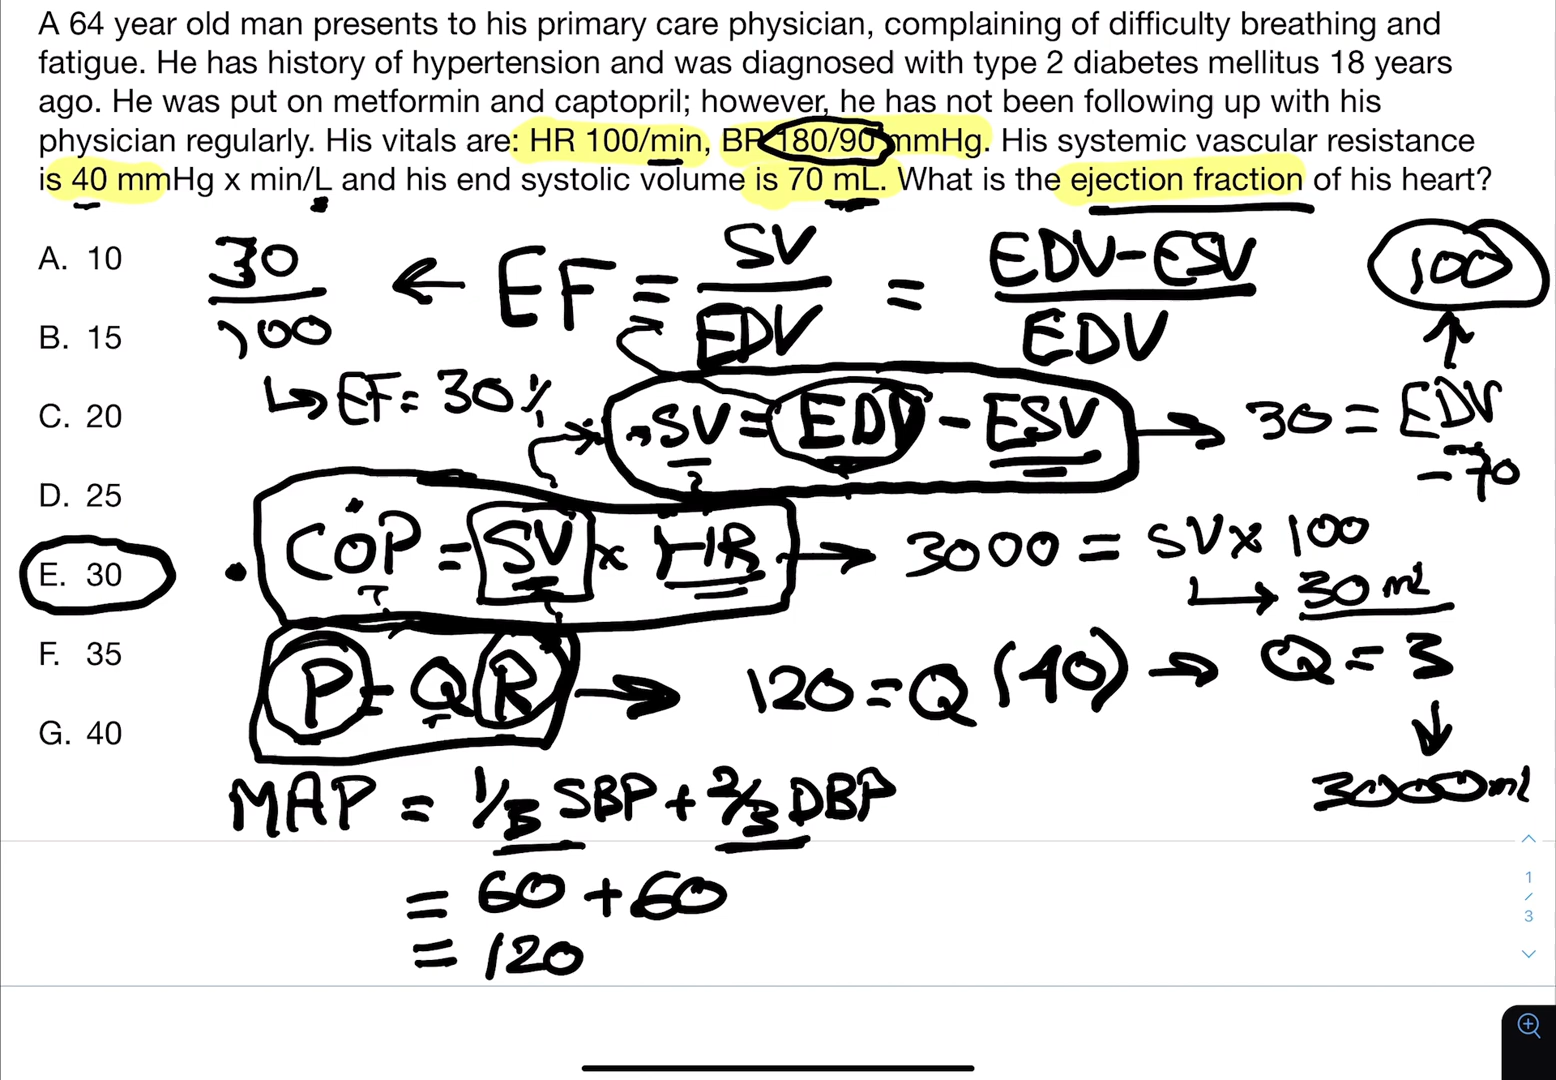 A 64 year old man presents to his primary care physician, complaining of difficulty breathing and
fatigue. He has history of hypertension and was diagnosed with type 2 diabetes mellitus 18 years
ago. He was put on metformin and captopril; however, he has not been following up with his
physician regularly. His vitals are: HR 100/min, BP 180/90 mmHg. His systemic vascular resistance
is 40 mmHg x min/L and his end systolic volume is 70 mL. What is the ejection fraction of his heart?
A. 10
B. 15
C. 20
D. 25
E. 30
F. 35
G. 40
30/100 ← EF = SV/EDV = EDV-ESV/EDV
100
↳ EF = 30%
SV = EDV - ESV → 30 = EDV
- 70
COP = SV x HR → 3000 = SV x 100
↳ 30 ml
P = QR → 120 = Q (40) → Q = 3
↓
3000 ml
MAP = 1/3 SBP + 2/3 DBP
= 60 + 60
= 120
1
/
3